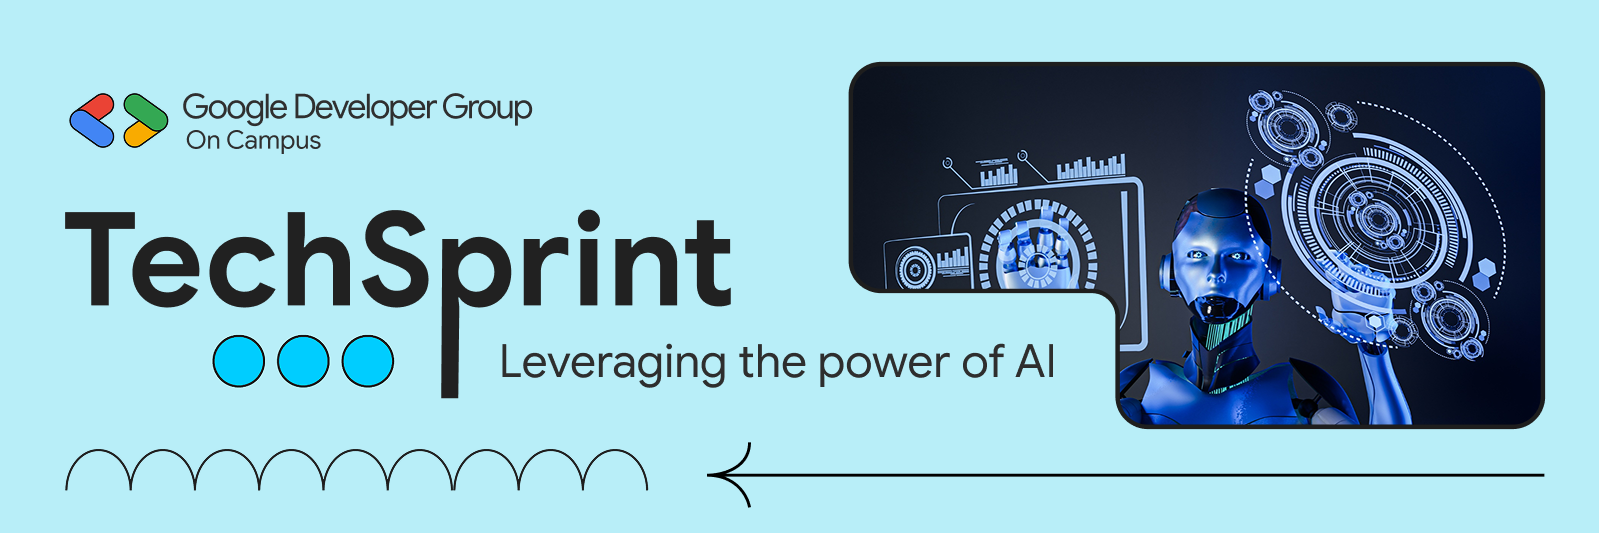 Google Developer Group
On Campus
TechSprint
Leveraging the power of AI